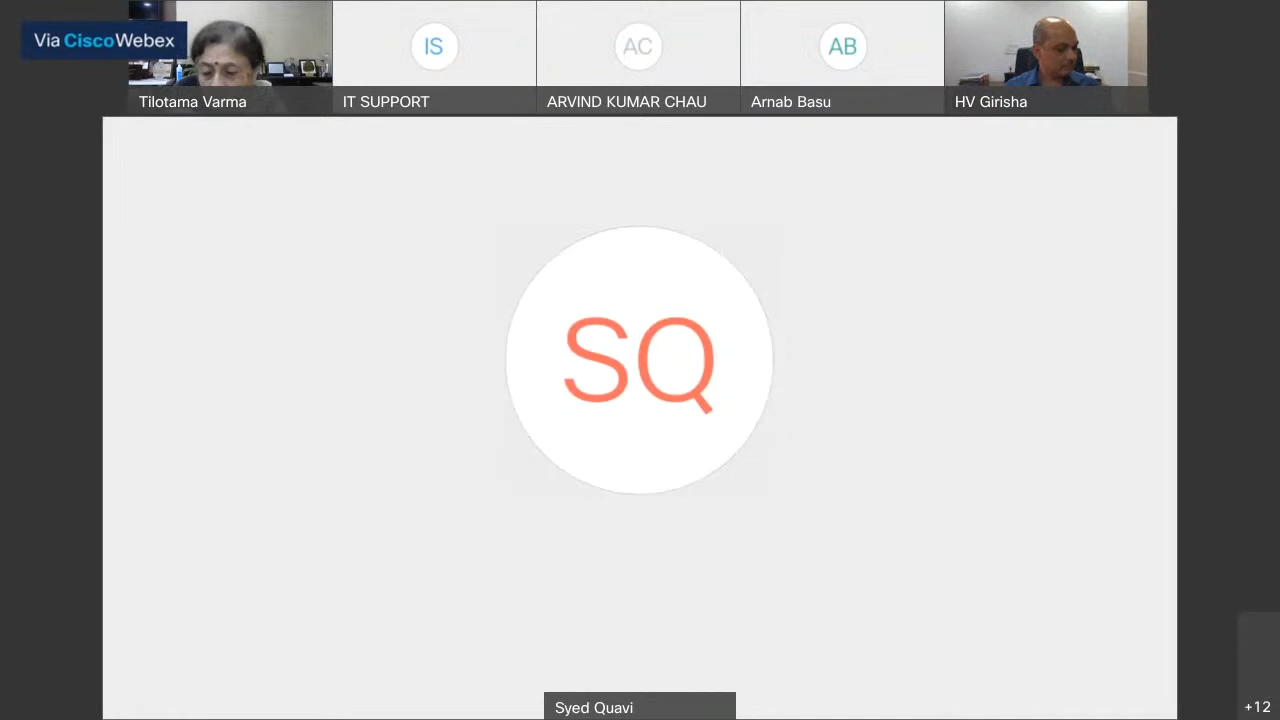 Via CiscoWebex
IS
AC
AB
Tilotama Varma
IT SUPPORT
ARVIND KUMAR CHAU
Arnab Basu
HV Girisha
SQ
Syed Quavi
+12